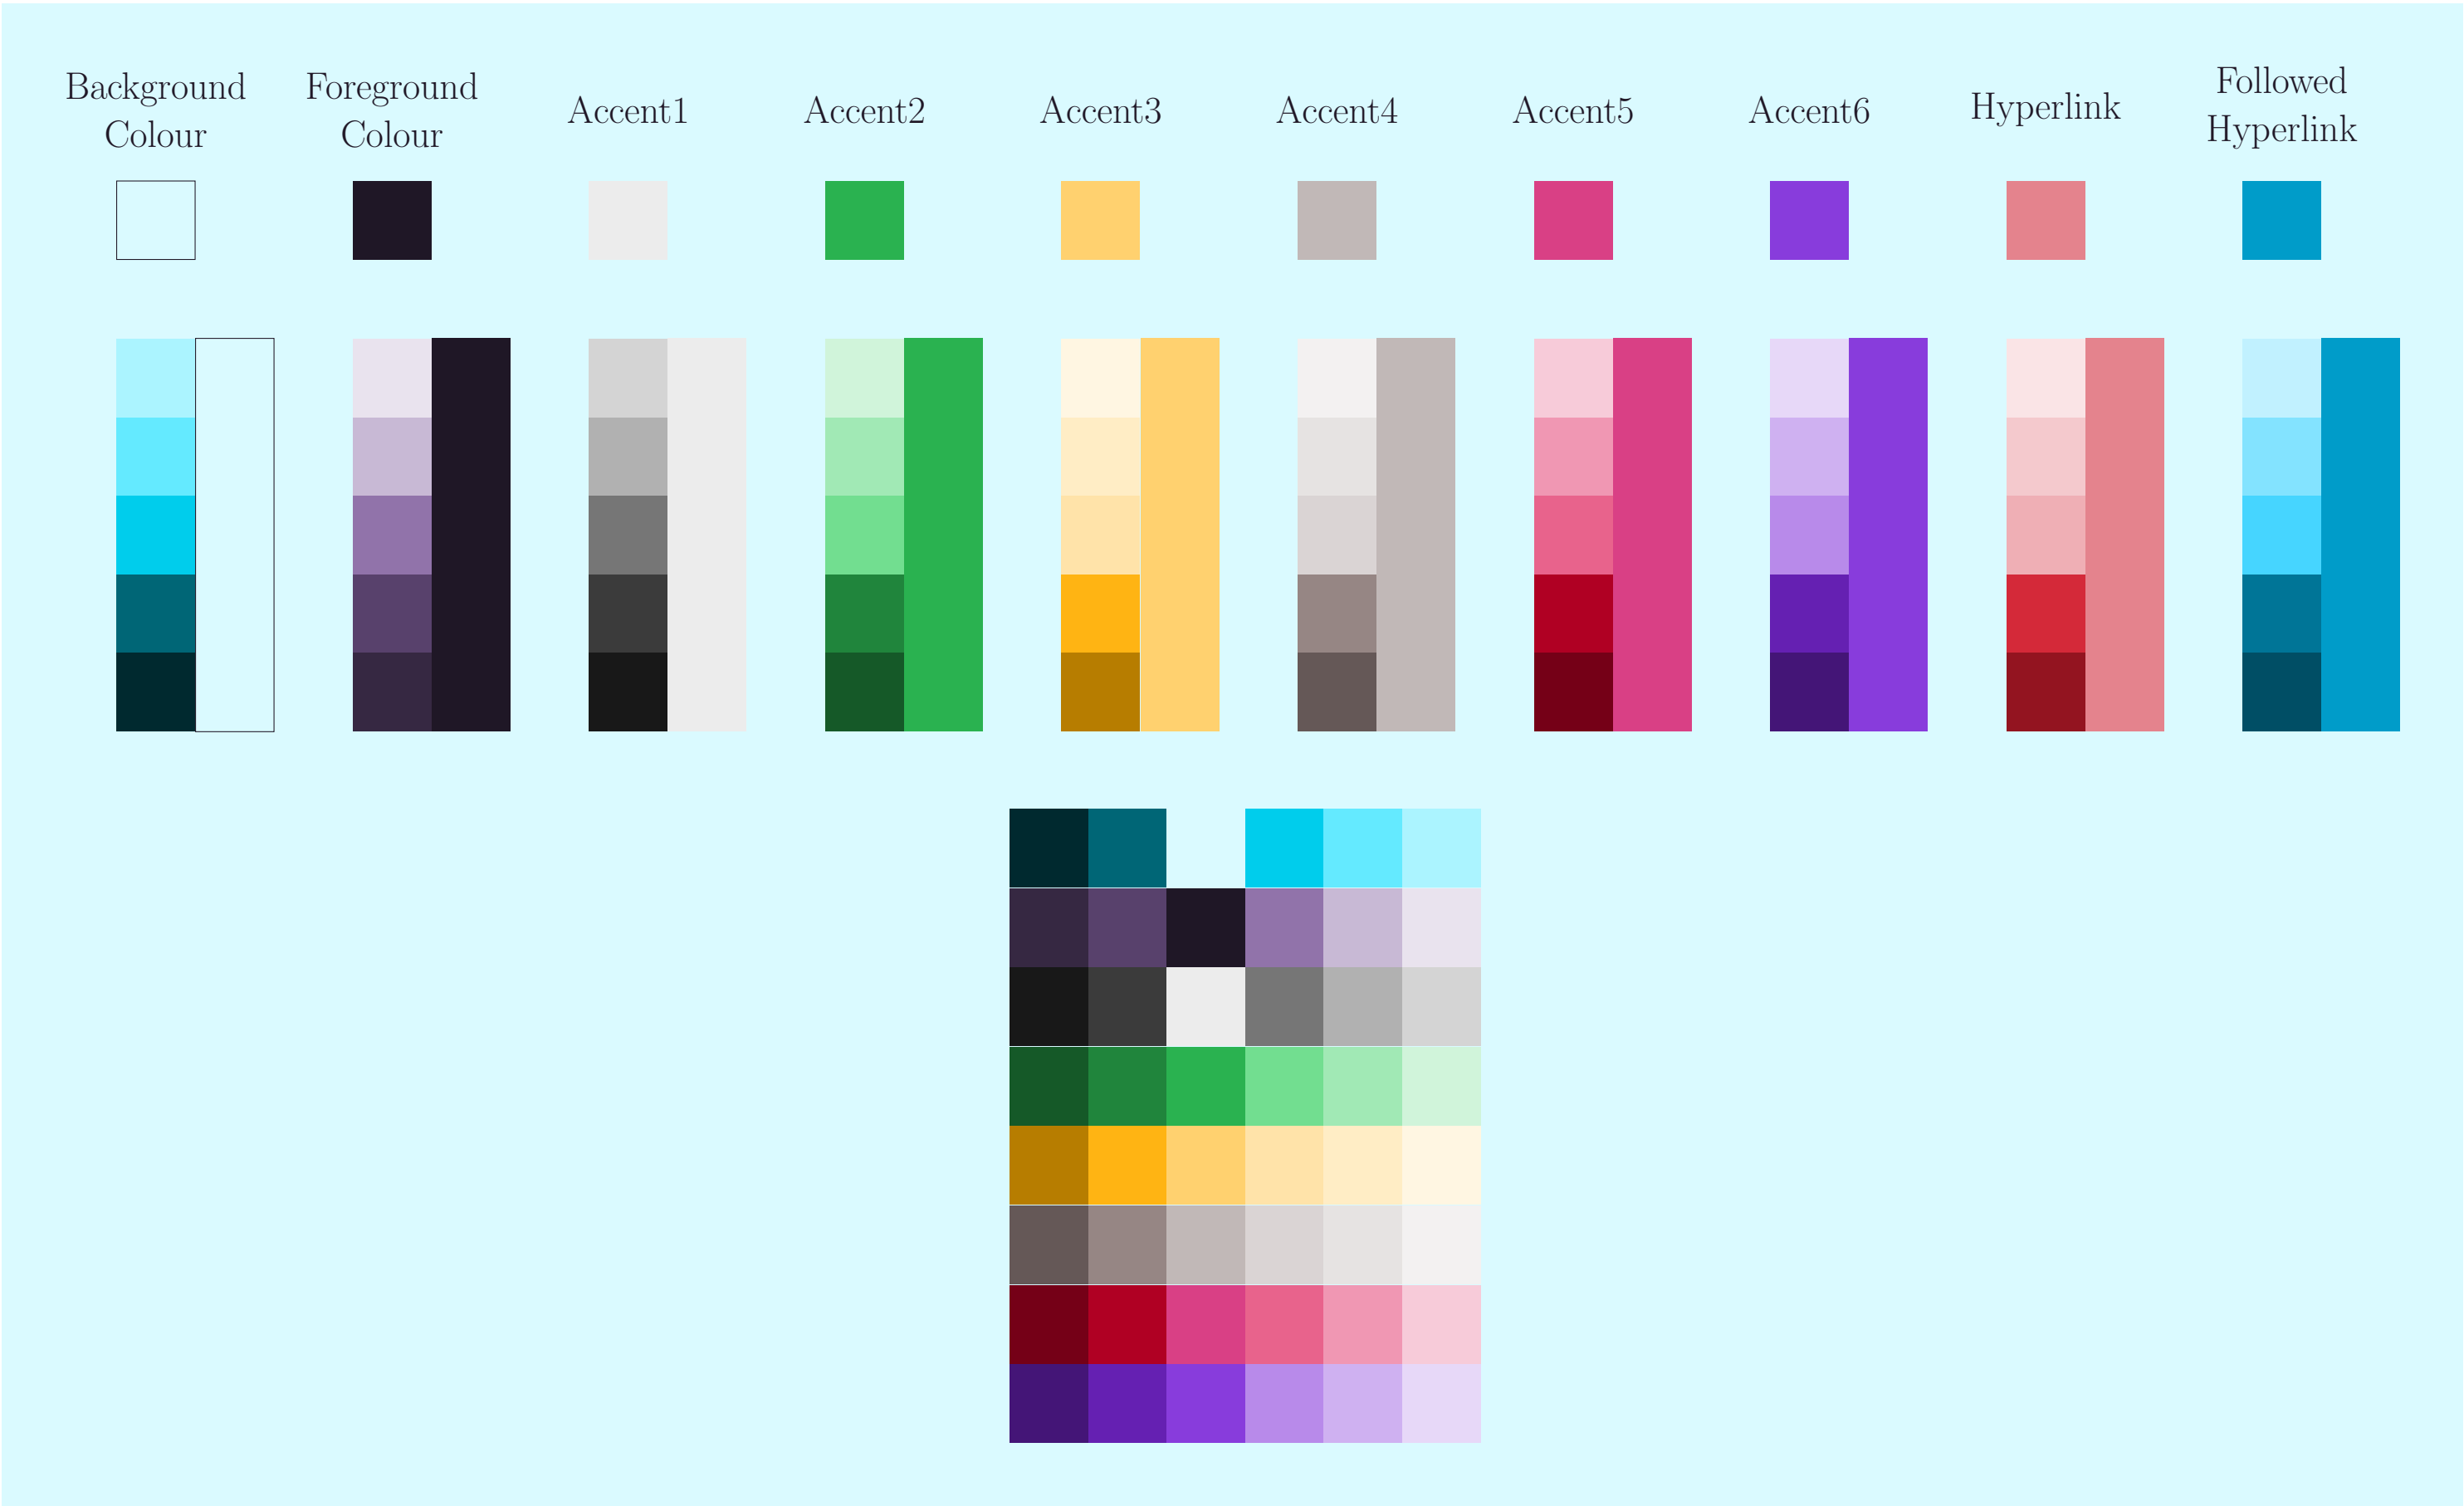 Background
Colour
Foreground
Colour
Accent1
Accent2
Accent3
Accent4
Accent5
Accent6
Hyperlink
Followed
Hyperlink